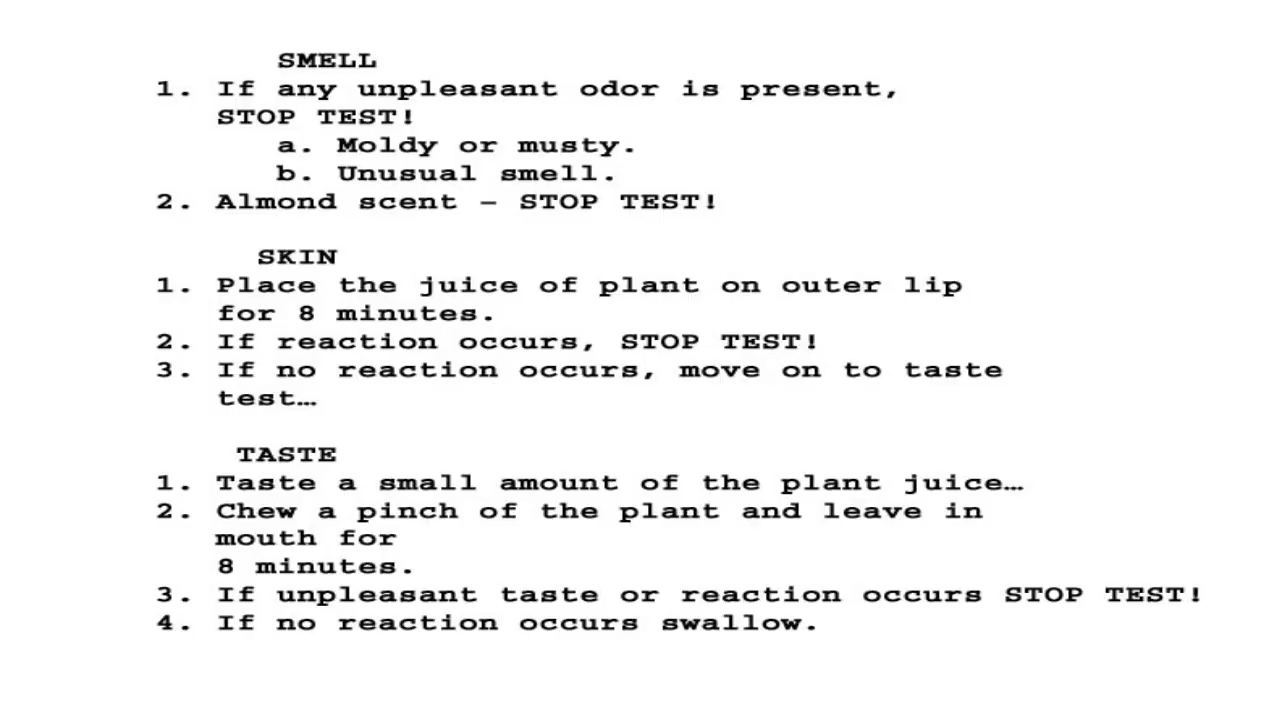 SMELL
1. If any unpleasant odor is present,
STOP TEST!
a. Moldy or musty.
b. Unusual smell.
2. Almond scent – STOP TEST!
SKIN
1. Place the juice of plant on outer lip
for 8 minutes.
2. If reaction occurs, STOP TEST!
3. If no reaction occurs, move on to taste
test…
TASTE
1. Taste a small amount of the plant juice…
2. Chew a pinch of the plant and leave in
mouth for
8 minutes.
3. If unpleasant taste or reaction occurs STOP TEST!
4. If no reaction occurs swallow.